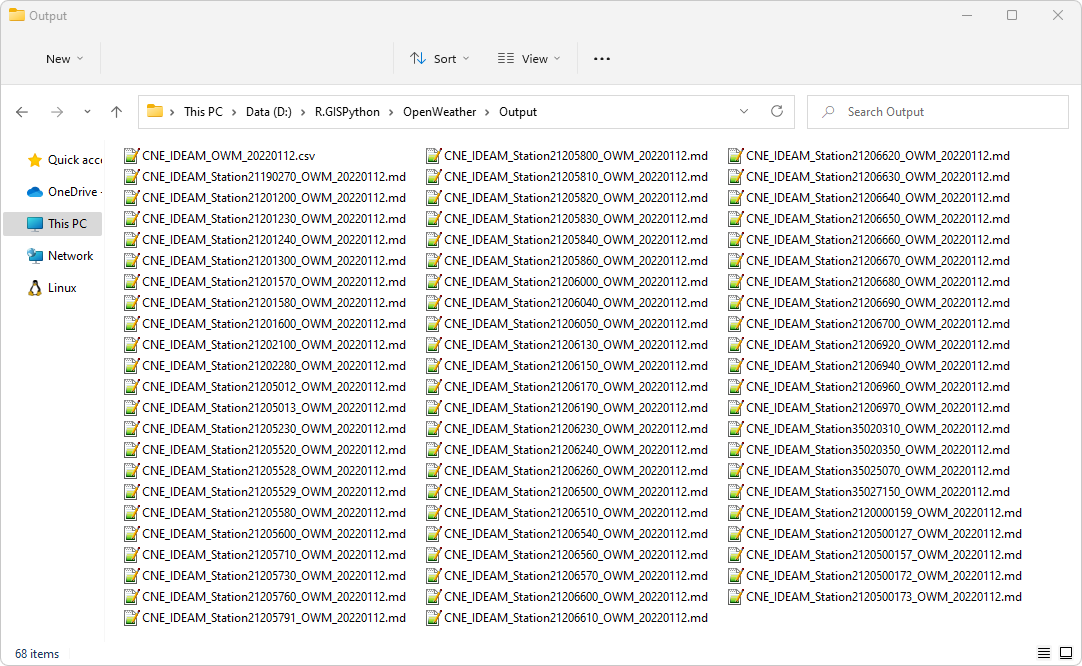 Output
New
Sort
View
This PC > Data (D:) > R.GISPython > OpenWeather > Output
Search Output
Quick acc
OneDrive -
This PC
Network
Linux
CNE_IDEAM_OWM_20220112.csv
CNE_IDEAM_Station21190270_OWM_20220112.md
CNE_IDEAM_Station21201200_OWM_20220112.md
CNE_IDEAM_Station21201230_OWM_20220112.md
CNE_IDEAM_Station21201240_OWM_20220112.md
CNE_IDEAM_Station21201300_OWM_20220112.md
CNE_IDEAM_Station21201570_OWM_20220112.md
CNE_IDEAM_Station21201580_OWM_20220112.md
CNE_IDEAM_Station21201600_OWM_20220112.md
CNE_IDEAM_Station21202100_OWM_20220112.md
CNE_IDEAM_Station21202280_OWM_20220112.md
CNE_IDEAM_Station21205012_OWM_20220112.md
CNE_IDEAM_Station21205013_OWM_20220112.md
CNE_IDEAM_Station21205230_OWM_20220112.md
CNE_IDEAM_Station21205520_OWM_20220112.md
CNE_IDEAM_Station21205528_OWM_20220112.md
CNE_IDEAM_Station21205529_OWM_20220112.md
CNE_IDEAM_Station21205580_OWM_20220112.md
CNE_IDEAM_Station21205600_OWM_20220112.md
CNE_IDEAM_Station21205710_OWM_20220112.md
CNE_IDEAM_Station21205730_OWM_20220112.md
CNE_IDEAM_Station21205760_OWM_20220112.md
CNE_IDEAM_Station21205791_OWM_20220112.md
CNE_IDEAM_Station21205800_OWM_20220112.md
CNE_IDEAM_Station21205810_OWM_20220112.md
CNE_IDEAM_Station21205820_OWM_20220112.md
CNE_IDEAM_Station21205830_OWM_20220112.md
CNE_IDEAM_Station21205840_OWM_20220112.md
CNE_IDEAM_Station21205860_OWM_20220112.md
CNE_IDEAM_Station21206000_OWM_20220112.md
CNE_IDEAM_Station21206040_OWM_20220112.md
CNE_IDEAM_Station21206050_OWM_20220112.md
CNE_IDEAM_Station21206130_OWM_20220112.md
CNE_IDEAM_Station21206150_OWM_20220112.md
CNE_IDEAM_Station21206170_OWM_20220112.md
CNE_IDEAM_Station21206190_OWM_20220112.md
CNE_IDEAM_Station21206230_OWM_20220112.md
CNE_IDEAM_Station21206240_OWM_20220112.md
CNE_IDEAM_Station21206260_OWM_20220112.md
CNE_IDEAM_Station21206500_OWM_20220112.md
CNE_IDEAM_Station21206510_OWM_20220112.md
CNE_IDEAM_Station21206540_OWM_20220112.md
CNE_IDEAM_Station21206560_OWM_20220112.md
CNE_IDEAM_Station21206570_OWM_20220112.md
CNE_IDEAM_Station21206600_OWM_20220112.md
CNE_IDEAM_Station21206610_OWM_20220112.md
CNE_IDEAM_Station21206620_OWM_20220112.md
CNE_IDEAM_Station21206630_OWM_20220112.md
CNE_IDEAM_Station21206640_OWM_20220112.md
CNE_IDEAM_Station21206650_OWM_20220112.md
CNE_IDEAM_Station21206660_OWM_20220112.md
CNE_IDEAM_Station21206670_OWM_20220112.md
CNE_IDEAM_Station21206680_OWM_20220112.md
CNE_IDEAM_Station21206690_OWM_20220112.md
CNE_IDEAM_Station21206700_OWM_20220112.md
CNE_IDEAM_Station21206920_OWM_20220112.md
CNE_IDEAM_Station21206940_OWM_20220112.md
CNE_IDEAM_Station21206960_OWM_20220112.md
CNE_IDEAM_Station21206970_OWM_20220112.md
CNE_IDEAM_Station35020310_OWM_20220112.md
CNE_IDEAM_Station35020350_OWM_20220112.md
CNE_IDEAM_Station35025070_OWM_20220112.md
CNE_IDEAM_Station35027150_OWM_20220112.md
CNE_IDEAM_Station2120000159_OWM_20220112.md
CNE_IDEAM_Station2120500127_OWM_20220112.md
CNE_IDEAM_Station2120500157_OWM_20220112.md
CNE_IDEAM_Station2120500172_OWM_20220112.md
CNE_IDEAM_Station2120500173_OWM_20220112.md
68 items